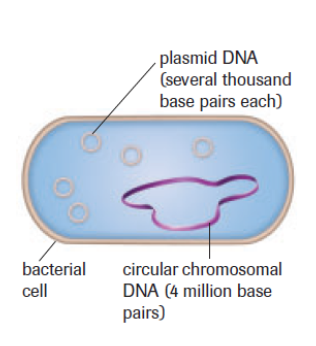 plasmid DNA
(several thousand
base pairs each)
bacterial
cell
circular chromosomal
DNA (4 million base
pairs)